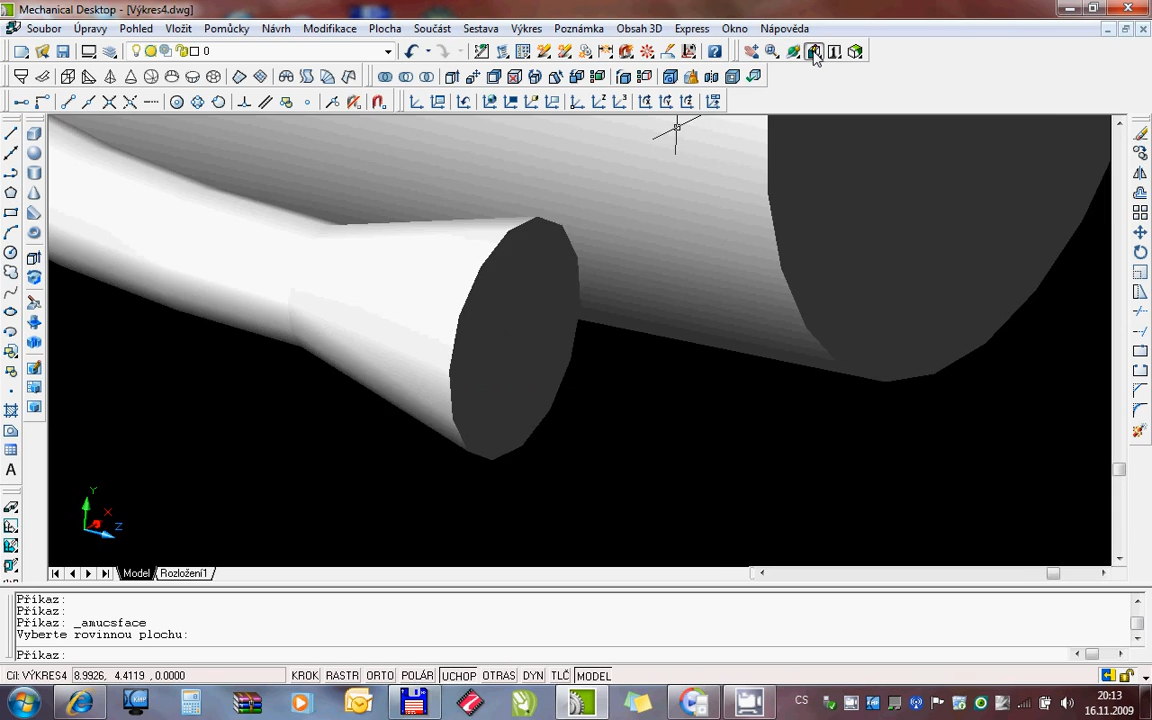 Mechanical Desktop - [Výkres4.dwg]
Soubor Úpravy Pohled Vložit Pomůcky Návrh Modifikace Plocha Součást Sestava Výkres Poznámka Obsah 3D Express Okno Nápověda
0
A
Y
X
Z
Model Rozložení1
Příkaz:
Příkaz:
Příkaz: _amucsface
Vyberte rovinnou plochu:
Příkaz:
Cíl: VÝKRES4 8.9926, 4.4119 , 0.0000 KROK RASTR ORTO POLÁR UCHOP OTRAS DYN TLČ MODEL
CS
20:13
16.11.2009